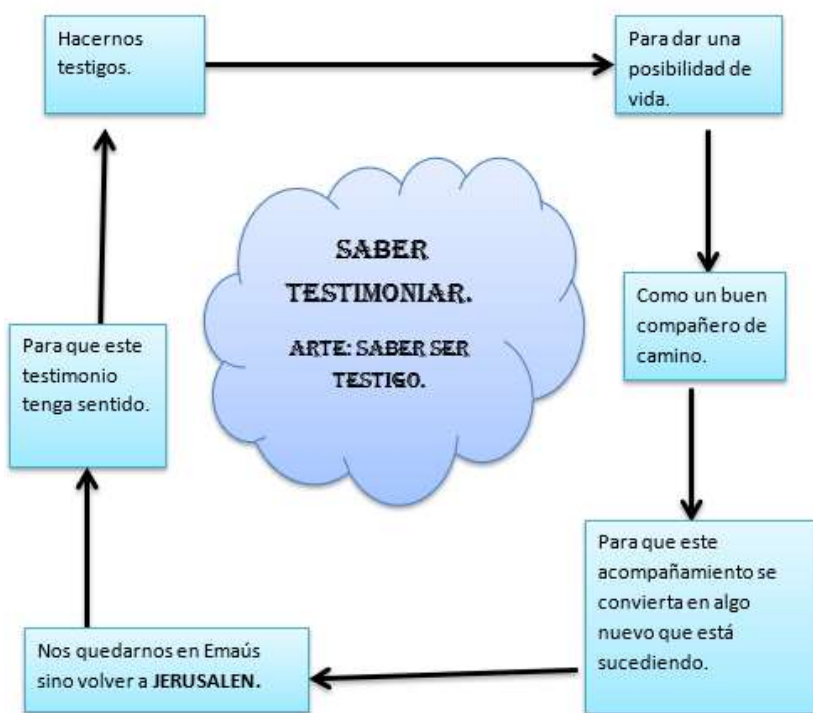 Hacernos
testigos.
Para dar una
posibilidad de
vida.
SABER
TESTIMONIAR.
ARTE: SABER SER
TESTIGO.
Como un buen
compañero de
camino.
Para que este
testimonio
tenga sentido.
Para que este
acompañamiento se
convierta en algo
nuevo que está
sucediendo.
Nos quedarnos en Emaús
sino volver a JERUSALEN.